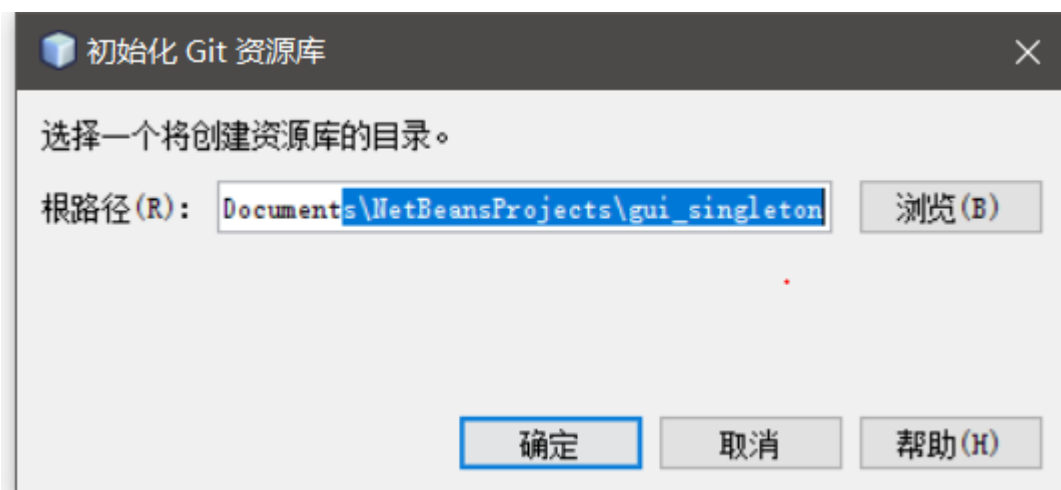 初始化 Git 资源库
选择一个将创建资源库的目录。
根路径(R): Documents\NetBeansProjects\gui_singleton 浏览(B)
确定 取消 帮助(H)